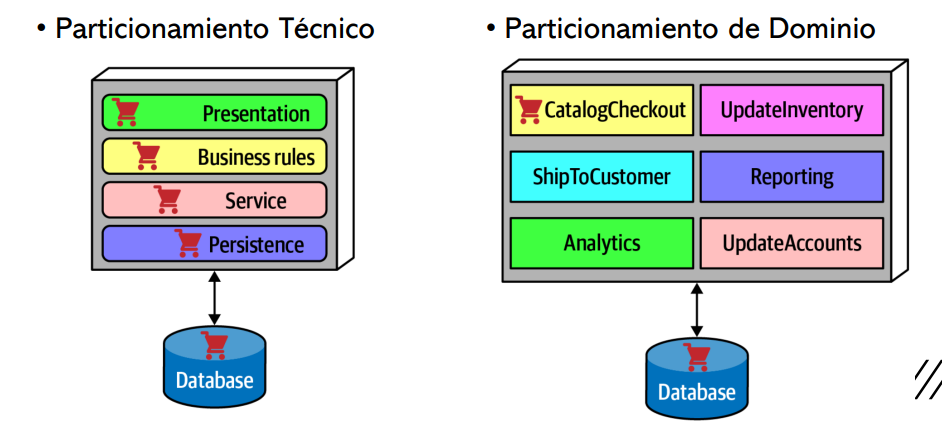 • Particionamiento Técnico
Presentation
Business rules
Service
Persistence
Database
• Particionamiento de Dominio
CatalogCheckout
UpdateInventory
ShipToCustomer
Reporting
Analytics
UpdateAccounts
Database